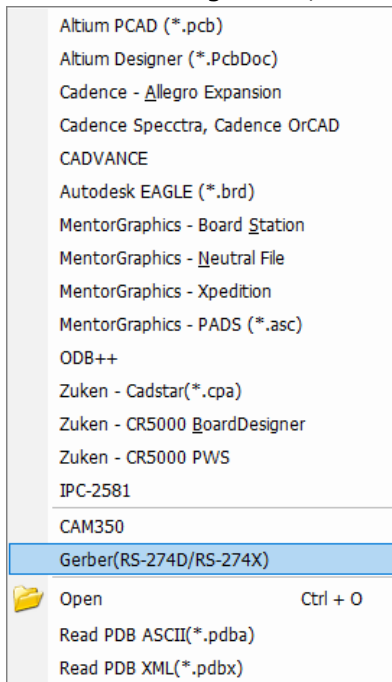 Altium PCAD (*.pcb)
Altium Designer (*.PcbDoc)
Cadence - Allegro Expansion
Cadence Specctra, Cadence OrCAD
CADVANCE
Autodesk EAGLE (*.brd)
MentorGraphics - Board Station
MentorGraphics - Neutral File
MentorGraphics - Xpedition
MentorGraphics - PADS (*.asc)
ODB++
Zuken - Cadstar(*.cpa)
Zuken - CR5000 BoardDesigner
Zuken - CR5000 PWS
IPC-2581
CAM350
Gerber(RS-274D/RS-274X)
Open Ctrl + O
Read PDB ASCII(*.pdba)
Read PDB XML(*.pdbx)